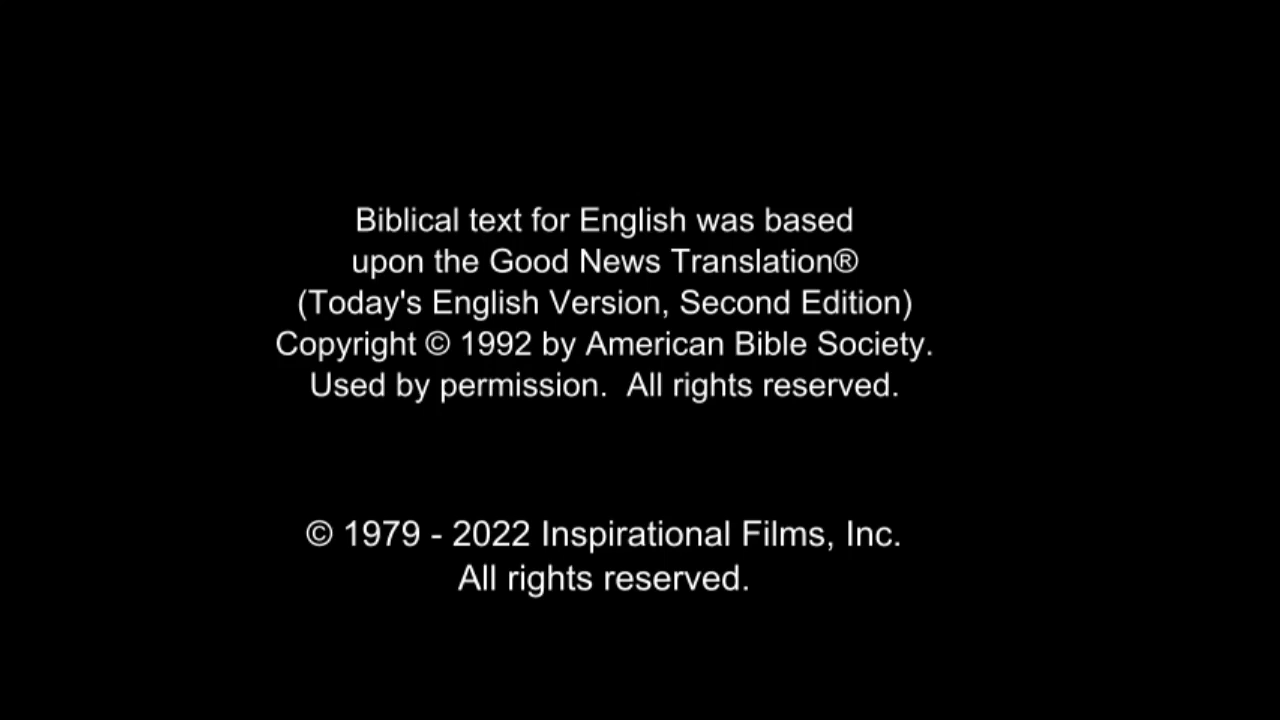 Biblical text for English was based
upon the Good News Translation®
(Today's English Version, Second Edition)
Copyright © 1992 by American Bible Society.
Used by permission.  All rights reserved.
© 1979 - 2022 Inspirational Films, Inc.
All rights reserved.